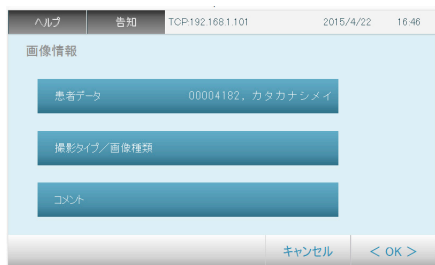 ヘルプ 告知 TCP:192.168.1.101 2015/4/22 16:46
画像情報
患者データ 00004182, カタカナシメイ
撮影タイプ/画像種類
コメント
キャンセル < OK >